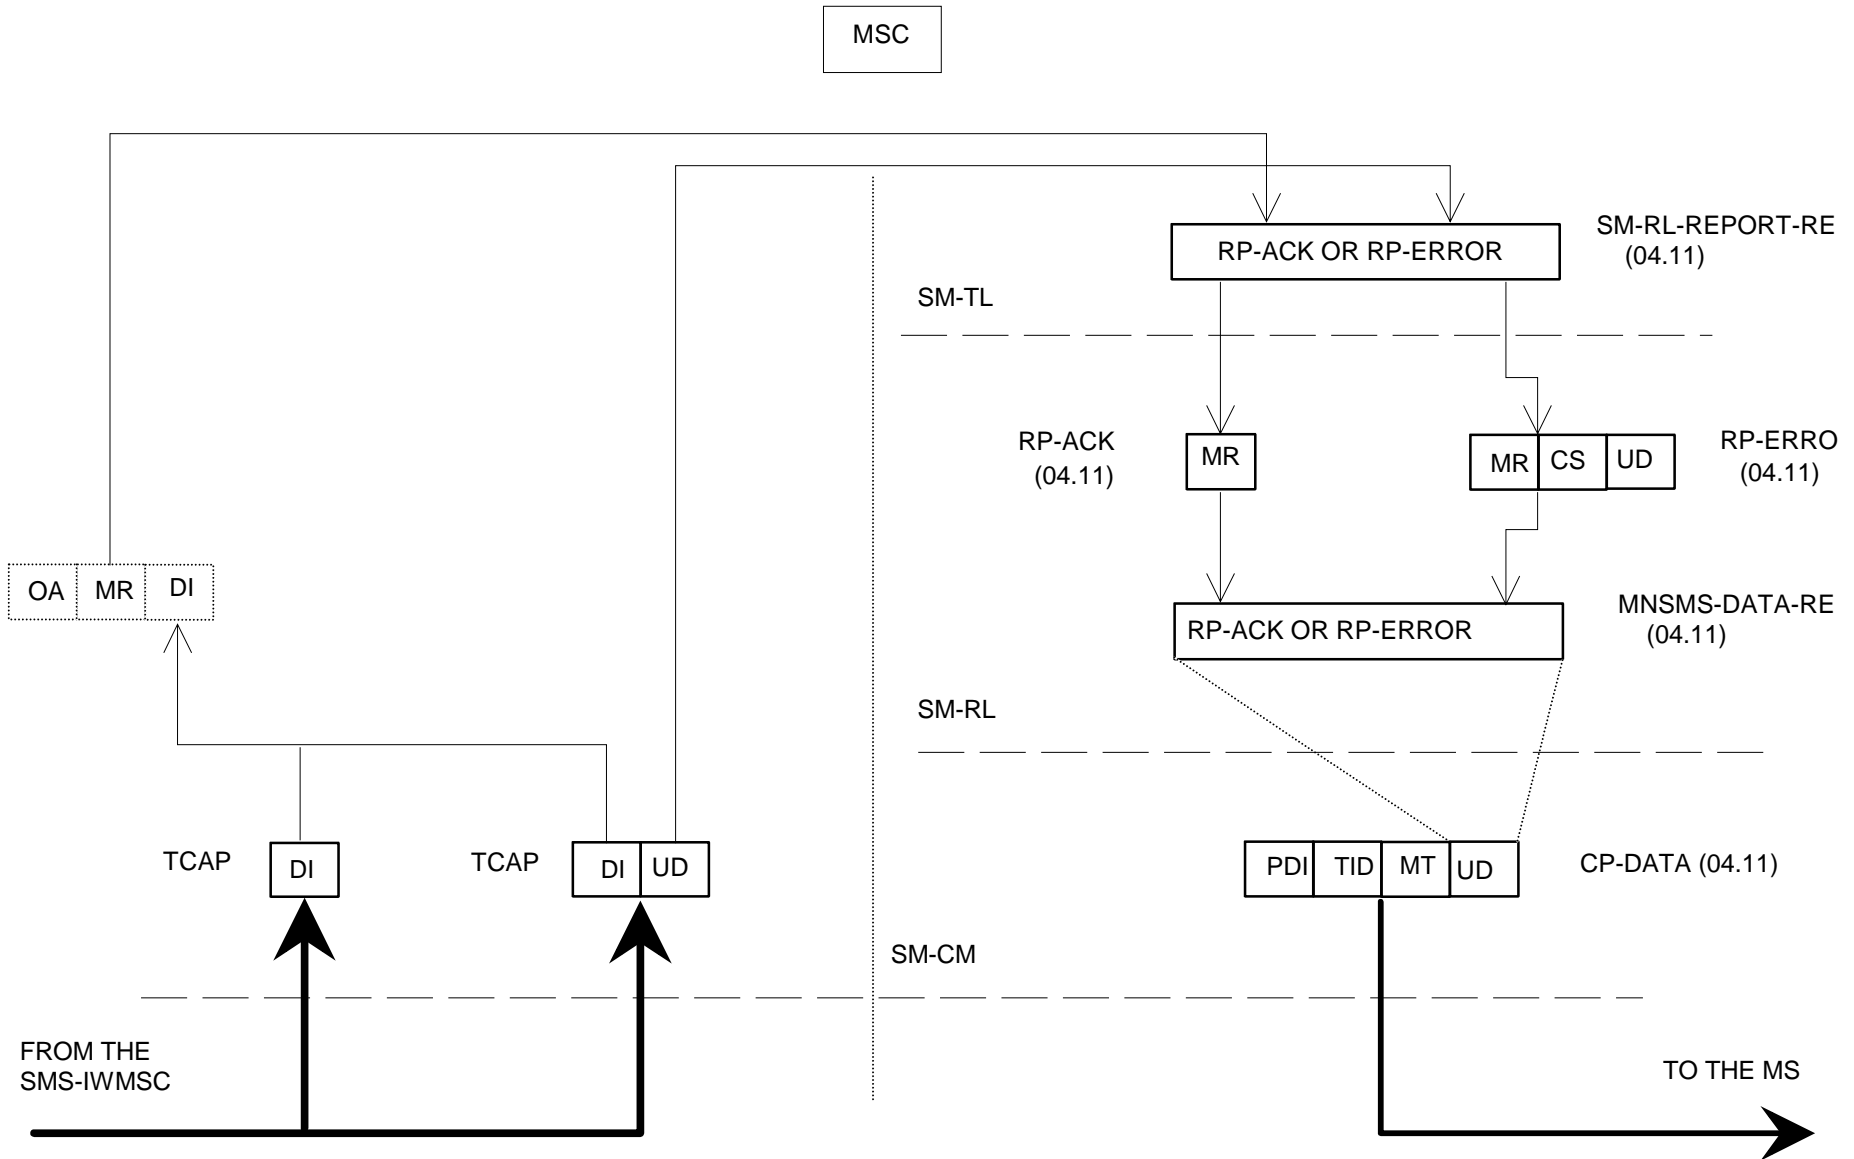 MSC
SM-RL-REPORT-RE
(04.11)
RP-ACK OR RP-ERROR
SM-TL
RP-ACK
(04.11)
MR
MR CS UD
RP-ERRO
(04.11)
OA MR DI
RP-ACK OR RP-ERROR
MNSMS-DATA-RE
(04.11)
SM-RL
TCAP
DI
TCAP
DI UD
PDI TID MT UD
CP-DATA (04.11)
SM-CM
FROM THE
SMS-IWMSC
TO THE MS